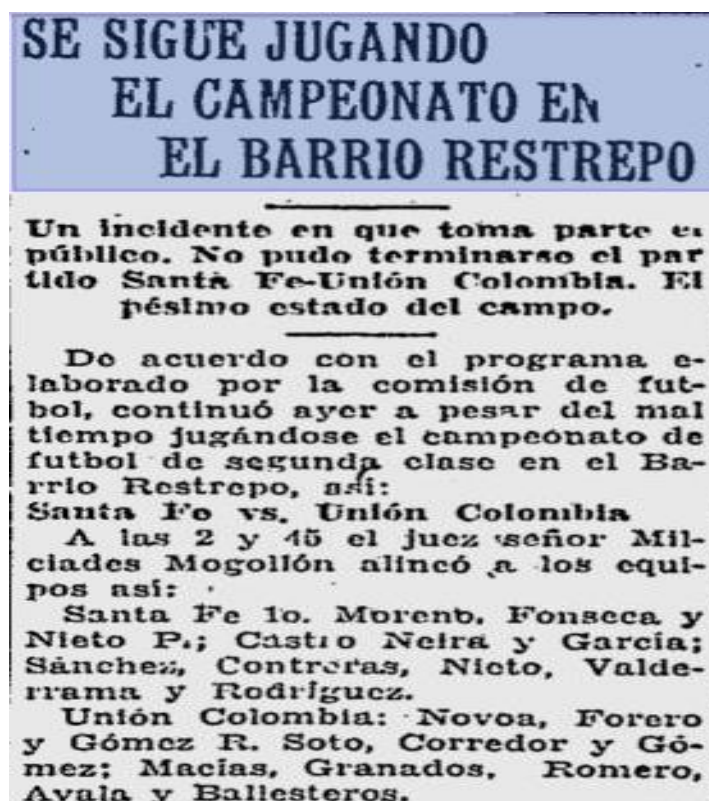 SE SIGUE JUGANDO
EL CAMPEONATO EN
EL BARRIO RESTREPO
Un incidente en que toma parte el
público. No pudo terminarse el par
tido Santa Fe-Unión Colombia. El
pésimo estado del campo.
De acuerdo con el programa e-
laborado por la comisión de fut-
bol, continuó ayer a pesar del mal
tiempo jugándose el campeonato de
futbol de segunda clase en el Ba-
rrio Restrepo, así:
Santa Fe vs. Unión Colombia
A las 2 y 45 el juez señor Mil-
ciades Mogollón alineó a los equi-
pos así:
Santa Fe 1o. Moreno, Fonseca y
Nieto P.; Castro Neira y García;
Sánchez, Contreras, Nieto, Valde-
rrama y Rodríguez.
Unión Colombia: Novoa, Forero
y Gómez R. Soto, Corredor y Gó-
mez; Macías, Granados, Romero,
Ayala y Ballesteros.